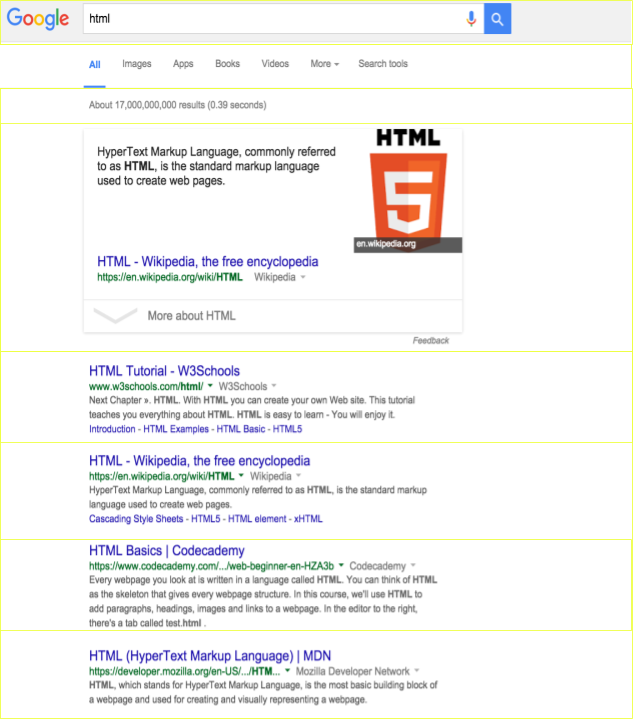 Google html
All Images Apps Books Videos More Search tools
About 17,000,000,000 results (0.39 seconds)
HyperText Markup Language, commonly referred
to as HTML, is the standard markup language
used to create web pages.
HTML
5
en.wikipedia.org
HTML - Wikipedia, the free encyclopedia
https://en.wikipedia.org/wiki/HTML Wikipedia
More about HTML
Feedback
HTML Tutorial - W3Schools
www.w3schools.com/html/ W3Schools
Next Chapter ». HTML. With HTML you can create your own Web site. This tutorial
teaches you everything about HTML. HTML is easy to learn - You will enjoy it.
Introduction - HTML Examples - HTML Basic - HTML5
HTML - Wikipedia, the free encyclopedia
https://en.wikipedia.org/wiki/HTML Wikipedia
HyperText Markup Language, commonly referred to as HTML, is the standard markup
language used to create web pages.
Cascading Style Sheets - HTML5 - HTML element - xHTML
HTML Basics | Codecademy
https://www.codecademy.com/.../web-beginner-en-HZA3b Codecademy
Every webpage you look at is written in a language called HTML. You can think of HTML
as the skeleton that gives every webpage structure. In this course, we'll use HTML to
add paragraphs, headings, images and links to a webpage. In the editor to the right,
there's a tab called test.html .
HTML (HyperText Markup Language) | MDN
https://developer.mozilla.org/en-US/.../HTM... Mozilla Developer Network
HTML, which stands for HyperText Markup Language, is the most basic building block of
a webpage and used for creating and visually representing a webpage.